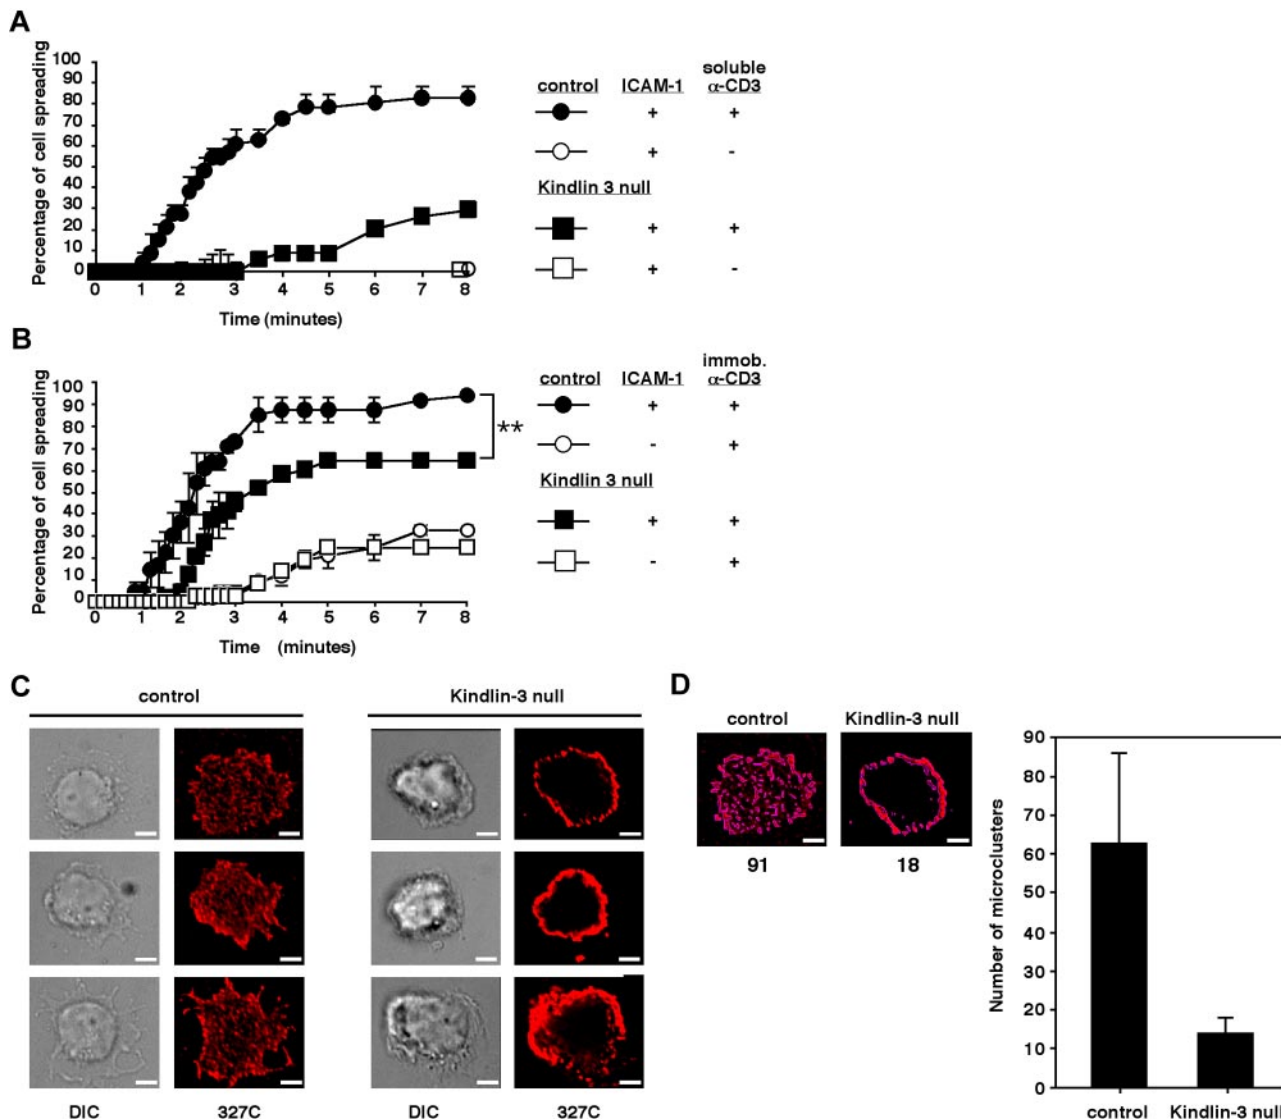 A
Percentage of cell spreading
100
90
80
70
60
50
40
30
20
10
0
0 1 2 3 4 5 6 7 8
Time (minutes)
soluble
control ICAM-1 α-CD3
+ +
+ -
Kindlin 3 null
+ +
+ -
B
Percentage of cell spreading
100
90
80
70
60
50
40
30
20
10
0
0 1 2 3 4 5 6 7 8
Time (minutes)
**
immob.
control ICAM-1 α-CD3
+ +
- +
Kindlin 3 null
+ +
- +
C
control Kindlin-3 null
DIC 327C DIC 327C
D
control Kindlin-3 null
91 18
Number of microclusters
90
80
70
60
50
40
30
20
10
0
control Kindlin-3 null